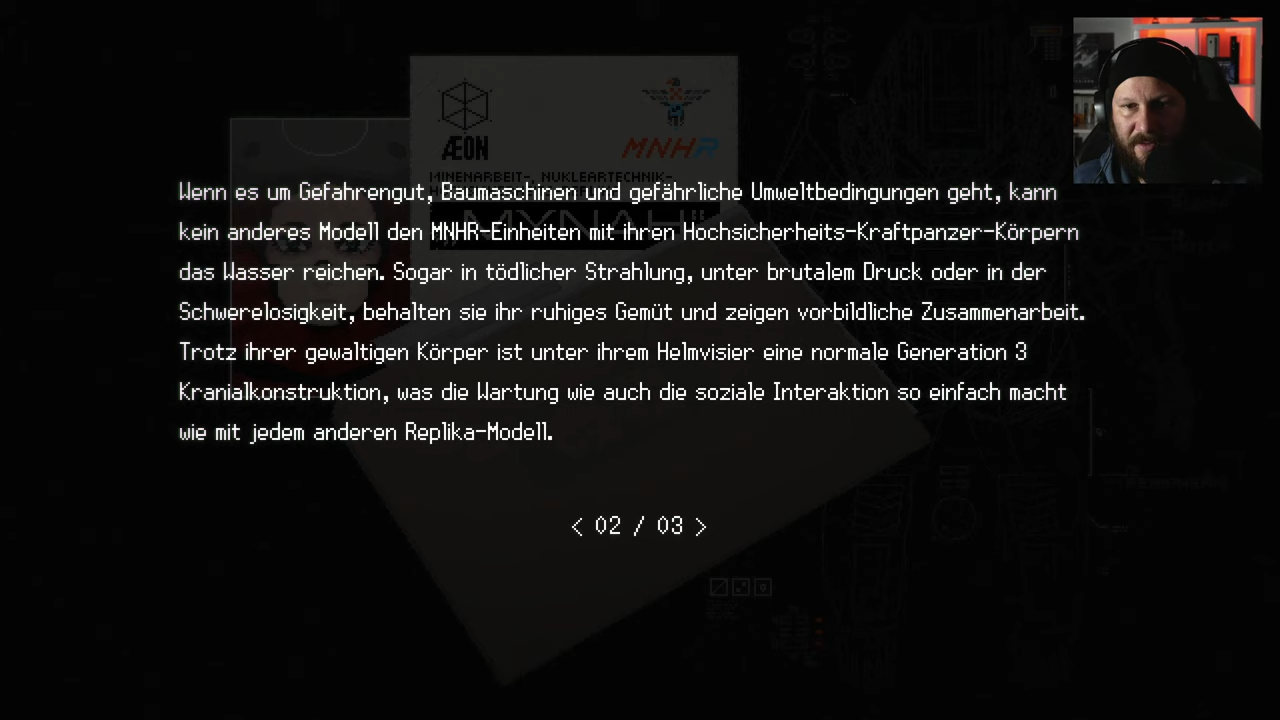 ÆON
MNHR
MINENARBEIT-, NUKLEARTECHNIK-,
Wenn es um Gefahrengut, Baumaschinen und gefährliche Umweltbedingungen geht, kann
kein anderes Modell den MNHR-Einheiten mit ihren Hochsicherheits-Kraftpanzer-Körpern
das Wasser reichen. Sogar in tödlicher Strahlung, unter brutalem Druck oder in der
Schwerelosigkeit, behalten sie ihr ruhiges Gemüt und zeigen vorbildliche Zusammenarbeit.
Trotz ihrer gewaltigen Körper ist unter ihrem Helmvisier eine normale Generation 3
Kranialkonstruktion, was die Wartung wie auch die soziale Interaktion so einfach macht
wie mit jedem anderen Replika-Modell.
< 02 / 03 >